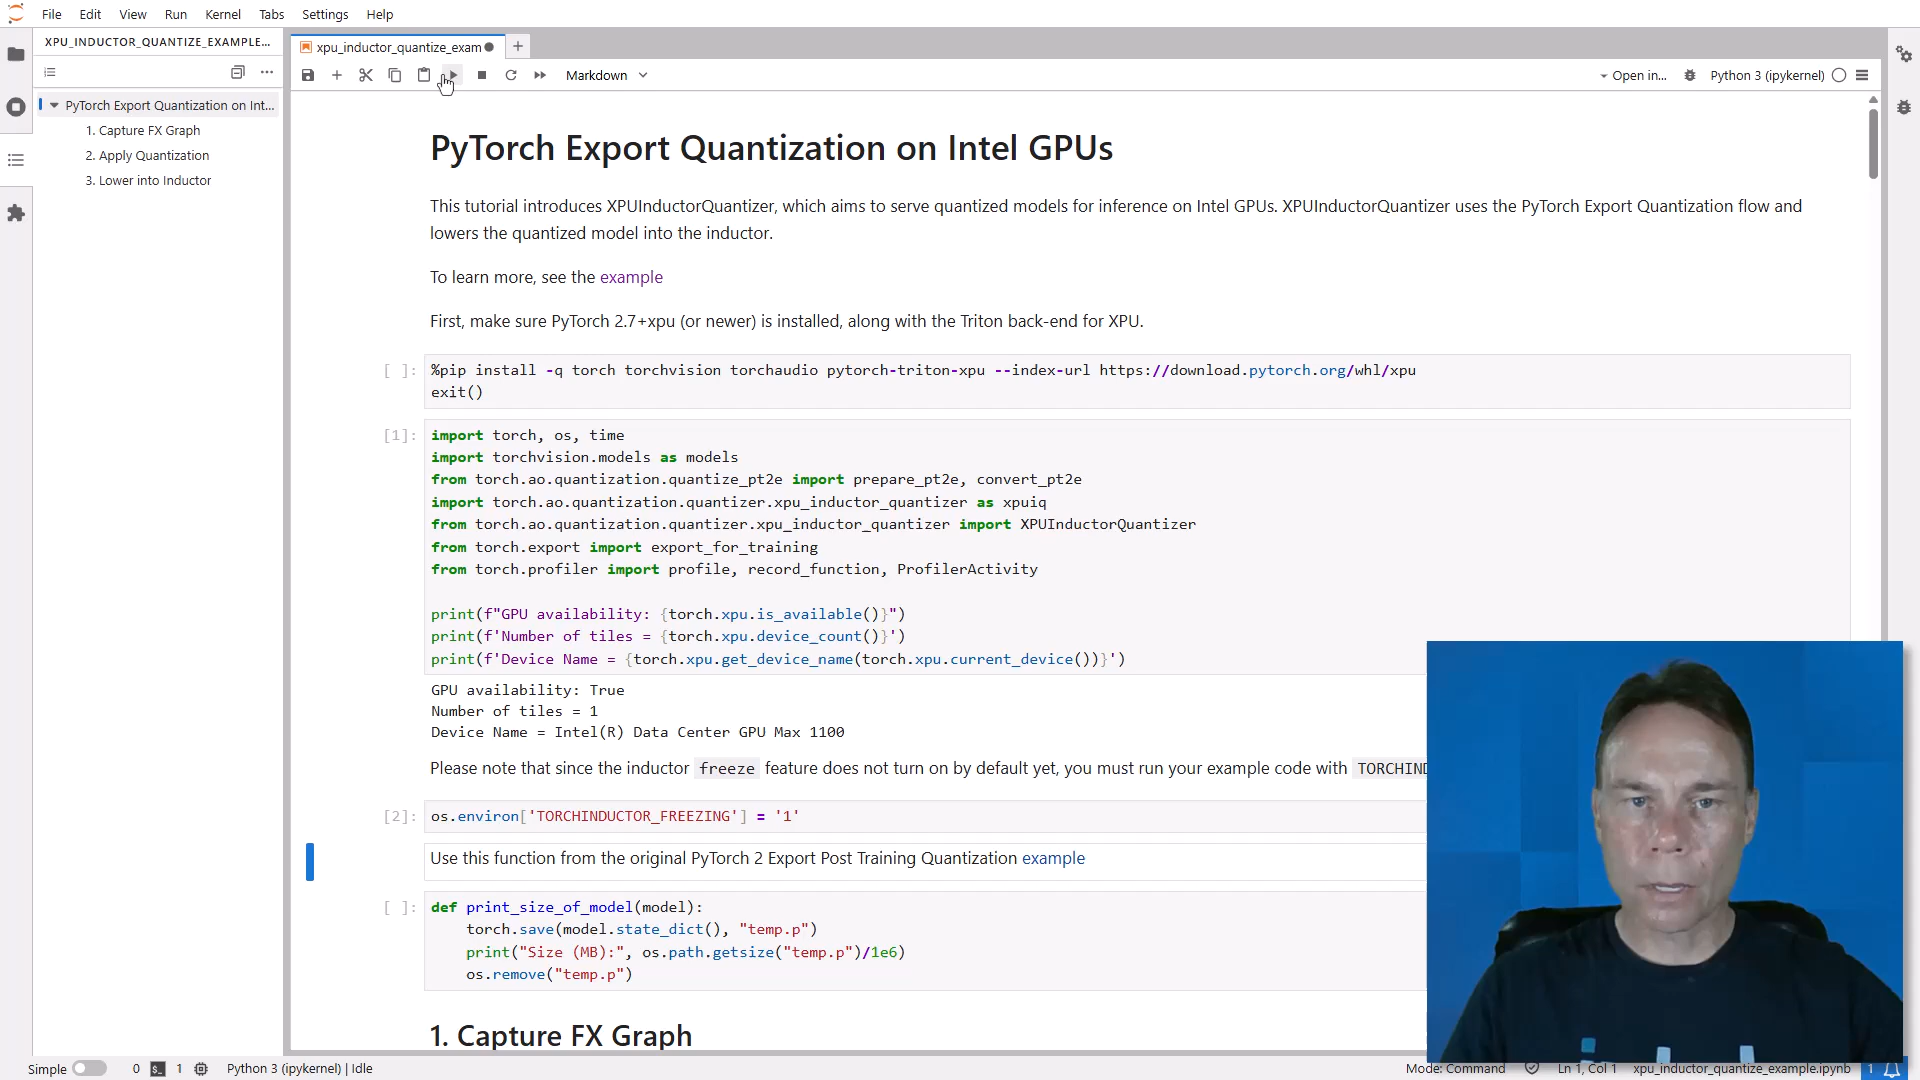 File Edit View Run Kernel Tabs Settings Help
XPU_INDUCTOR_QUANTIZE_EXAMPLE...
xpu_inductor_quantize_exam
Markdown
Open in...
Python 3 (ipykernel)
PyTorch Export Quantization on Int...
1. Capture FX Graph
2. Apply Quantization
3. Lower into Inductor
PyTorch Export Quantization on Intel GPUs
This tutorial introduces XPUInductorQuantizer, which aims to serve quantized models for inference on Intel GPUs. XPUInductorQuantizer uses the PyTorch Export Quantization flow and
lowers the quantized model into the inductor.
To learn more, see the example
First, make sure PyTorch 2.7+xpu (or newer) is installed, along with the Triton back-end for XPU.
[ ]: %pip install -q torch torchvision torchaudio pytorch-triton-xpu --index-url https://download.pytorch.org/whl/xpu
exit()
[1]: import torch, os, time
import torchvision.models as models
from torch.ao.quantization.quantize_pt2e import prepare_pt2e, convert_pt2e
import torch.ao.quantization.quantizer.xpu_inductor_quantizer as xpuiq
from torch.ao.quantization.quantizer.xpu_inductor_quantizer import XPUInductorQuantizer
from torch.export import export_for_training
from torch.profiler import profile, record_function, ProfilerActivity
print(f"GPU availability: {torch.xpu.is_available()}")
print(f'Number of tiles = {torch.xpu.device_count()}')
print(f'Device Name = {torch.xpu.get_device_name(torch.xpu.current_device())}')
GPU availability: True
Number of tiles = 1
Device Name = Intel(R) Data Center GPU Max 1100
Please note that since the inductor freeze feature does not turn on by default yet, you must run your example code with TORCHIND
[2]: os.environ['TORCHINDUCTOR_FREEZING'] = '1'
Use this function from the original PyTorch 2 Export Post Training Quantization example
[ ]: def print_size_of_model(model):
torch.save(model.state_dict(), "temp.p")
print("Size (MB):", os.path.getsize("temp.p")/1e6)
os.remove("temp.p")
1. Capture FX Graph
Simple 0 1 Python 3 (ipykernel) | Idle
Mode: Command Ln 1, Col 1 xpu_inductor_quantize_example.ipynb 1